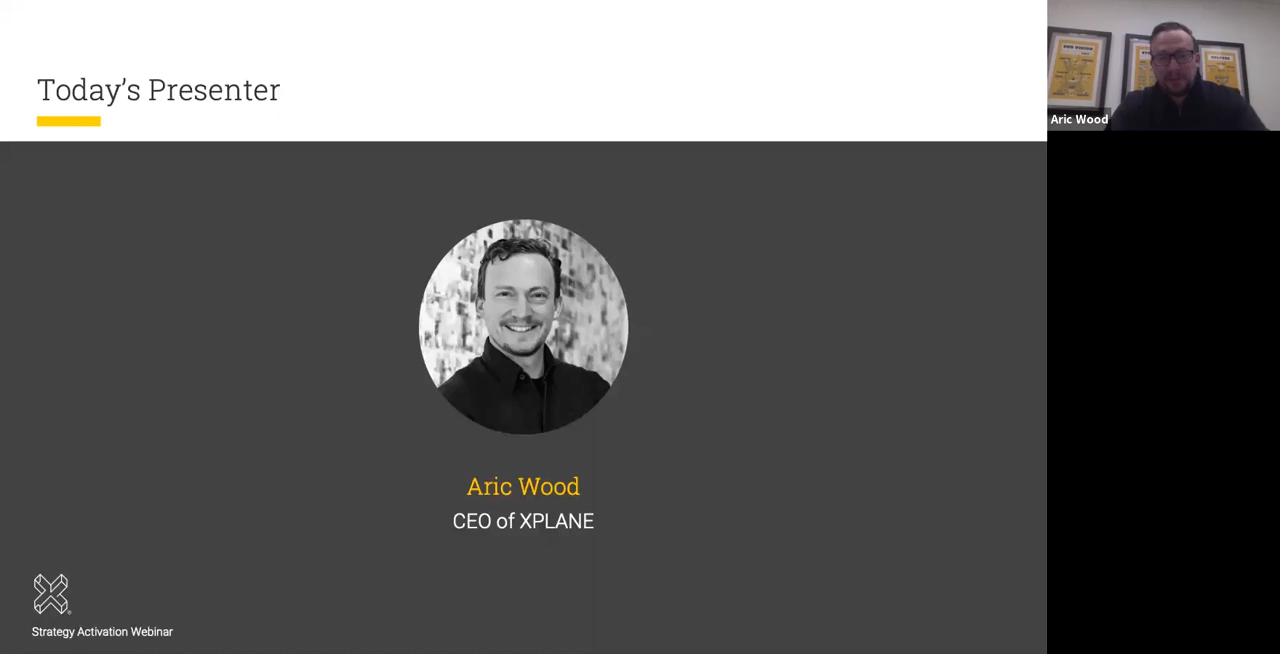 Today's Presenter
Aric Wood
Aric Wood
CEO of XPLANE
Strategy Activation Webinar